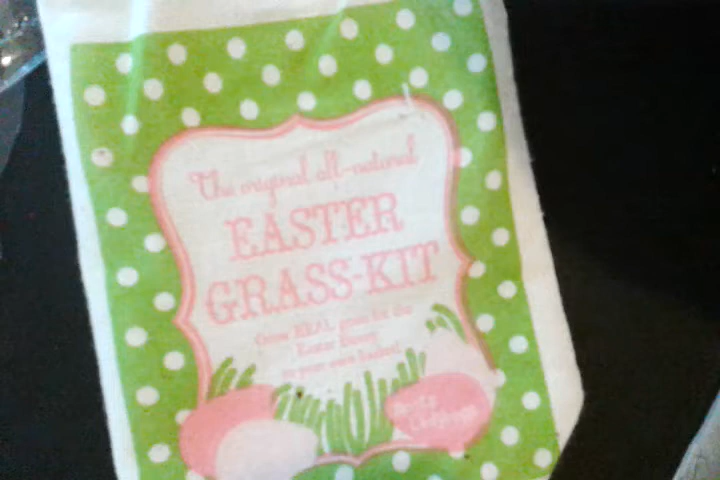 The original all-natural
EASTER
GRASS-KIT
Grow REAL grass for the
Easter Bunny
in your own basket!